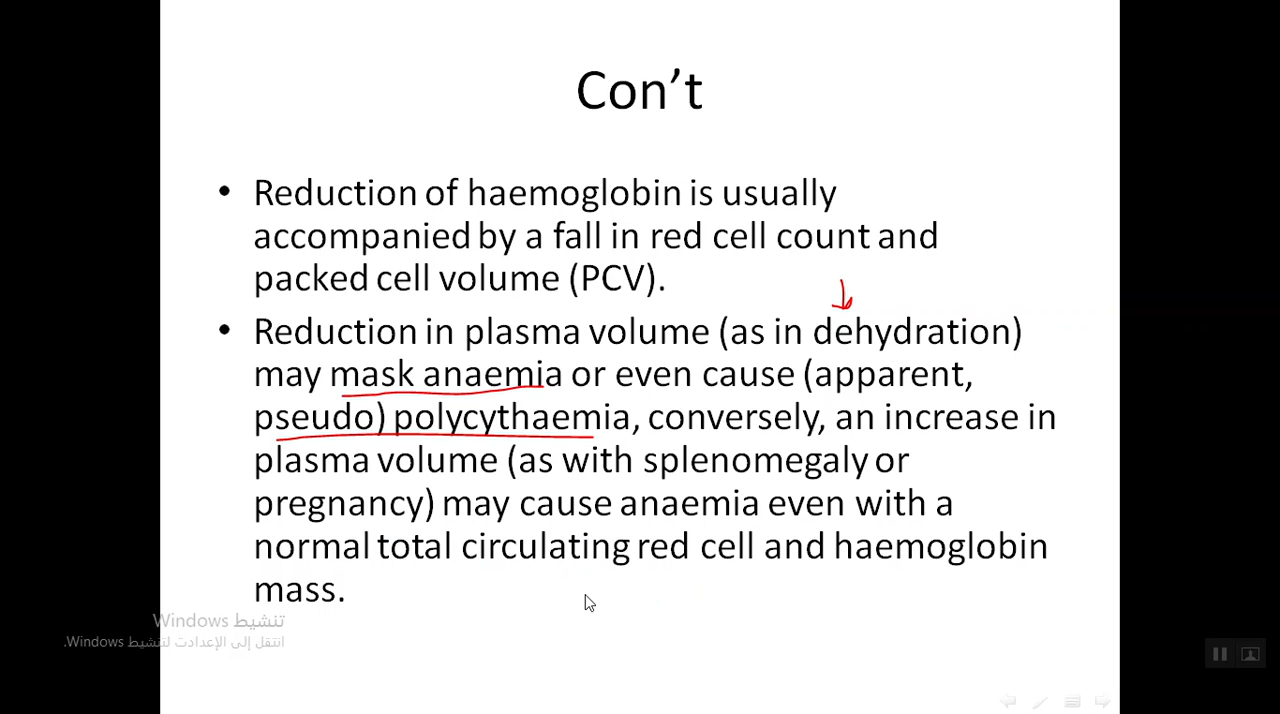 Con’t
• Reduction of haemoglobin is usually
accompanied by a fall in red cell count and
packed cell volume (PCV).
• Reduction in plasma volume (as in dehydration)
may mask anaemia or even cause (apparent,
pseudo) polycythaemia, conversely, an increase in
plasma volume (as with splenomegaly or
pregnancy) may cause anaemia even with a
normal total circulating red cell and haemoglobin
mass.
تنشيط Windows
انتقل إلى الإعدادت لتنشيط Windows.